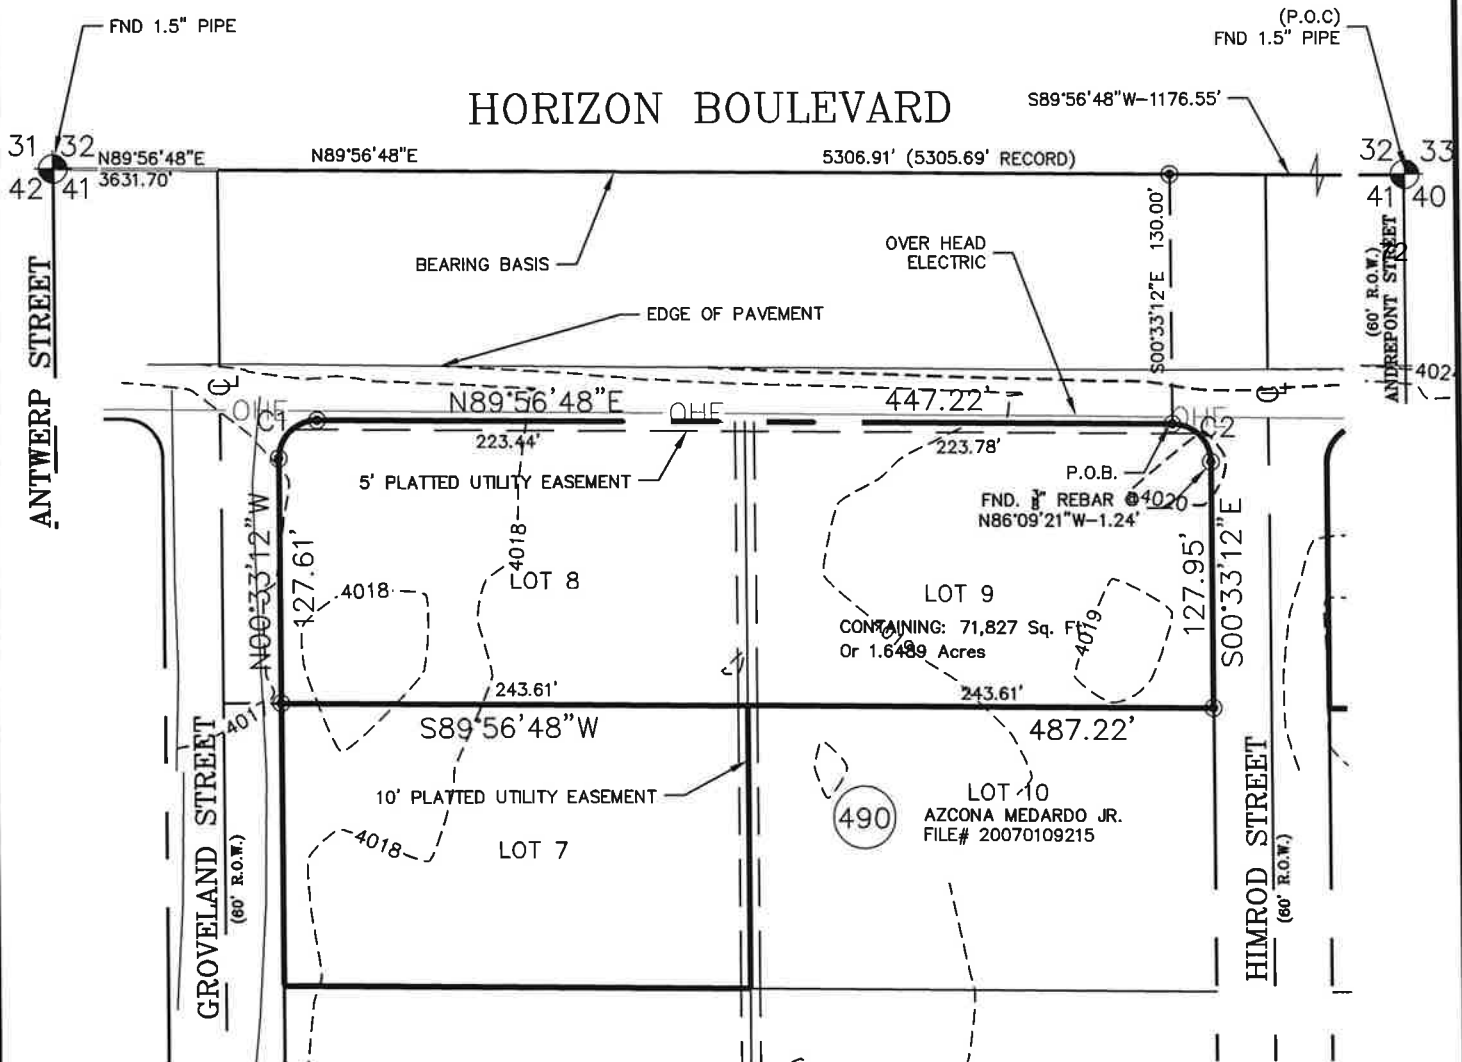 FND 1.5" PIPE
(P.O.C)
FND 1.5" PIPE
HORIZON BOULEVARD
S89°56'48"W-1176.55'
31 32
42 41
N89°56'48"E
3631.70'
N89°56'48"E
5306.91' (5305.69' RECORD)
32 33
41 40
BEARING BASIS
OVER HEAD
ELECTRIC
S00°33'12"E 130.00'
EDGE OF PAVEMENT
ANTWERP STREET
ANDREPONT STREET
(60' R.O.W.)
OHE
C1
N89°56'48"E
OHE
447.22'
OHE
C2
223.44'
223.78'
5' PLATTED UTILITY EASEMENT
P.O.B.
FND. 3/8" REBAR @
N86°09'21"W-1.24'
4020
N00°33'12"W
127.61'
4018
LOT 8
4018
LOT 9
CONTAINING: 71,827 Sq. Ft.
Or 1.6489 Acres
4019
4019
127.95'
S00°33'12"E
243.61'
243.61'
4017
S89°56'48"W
487.22'
10' PLATTED UTILITY EASEMENT
LOT 10
490
AZCONA MEDARDO JR.
FILE# 20070109215
4018
LOT 7
GROVELAND STREET
(60' R.O.W.)
HIMROD STREET
(60' R.O.W.)